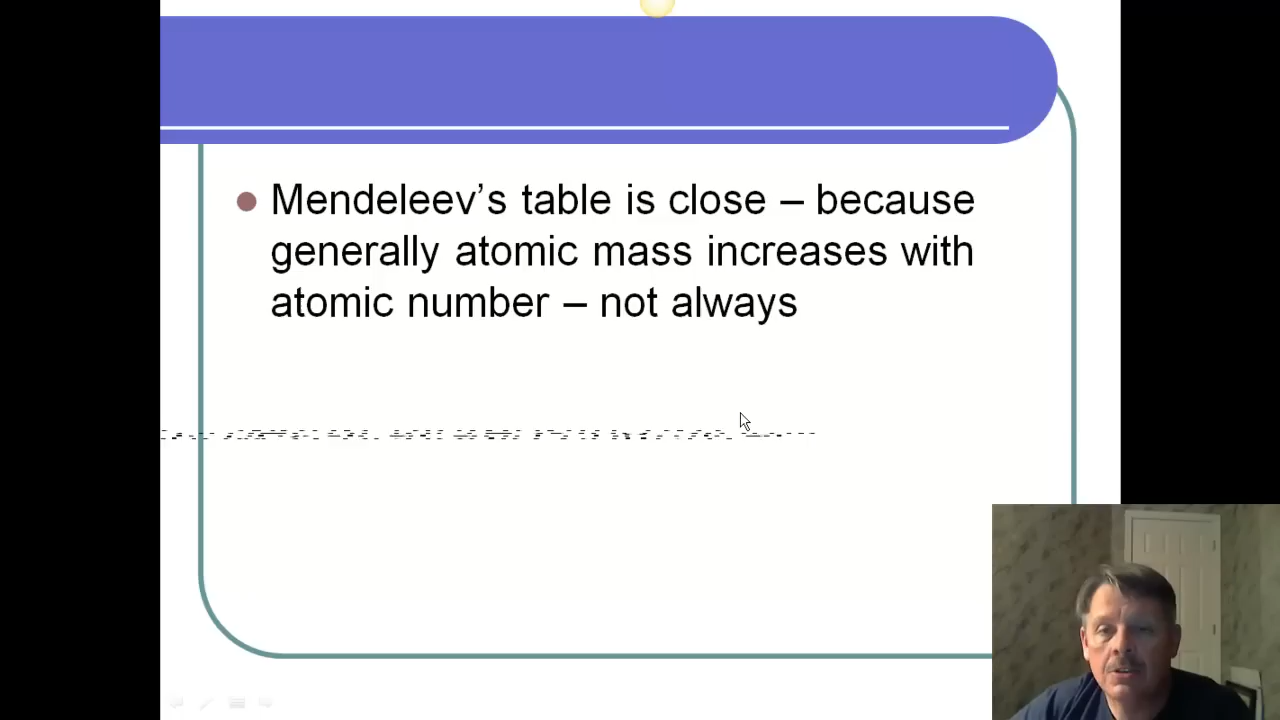 Mendeleev’s table is close – because
generally atomic mass increases with
atomic number – not always